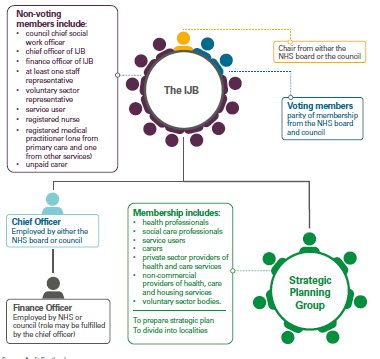 Non-voting
members include:
• council chief social
work officer
• chief officer of IJB
• finance officer of IJB
• at least one staff
representative
• voluntary sector
representative
• service user
• registered nurse
• registered medical
practitioner (one from
primary care and one
from other services)
• unpaid carer
The IJB
Chair from either the
NHS board or the council
Voting members
parity of membership
from the NHS board
and council
Chief Officer
Employed by either the
NHS board or council
Finance Officer
Employed by NHS or
council (role may be fulfilled
by the chief officer)
Membership includes:
• health professionals
• social care professionals
• service users
• carers
• private sector providers of
health and care services
• non-commercial
providers of health, care
and housing services
• voluntary sector bodies.
To prepare strategic plan
To divide into localities
Strategic
Planning
Group